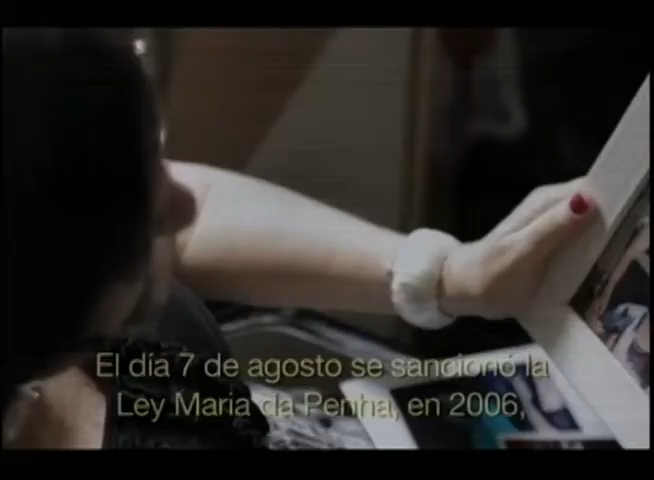 El día 7 de agosto se sancionó la
Ley Maria da Penha, en 2006,